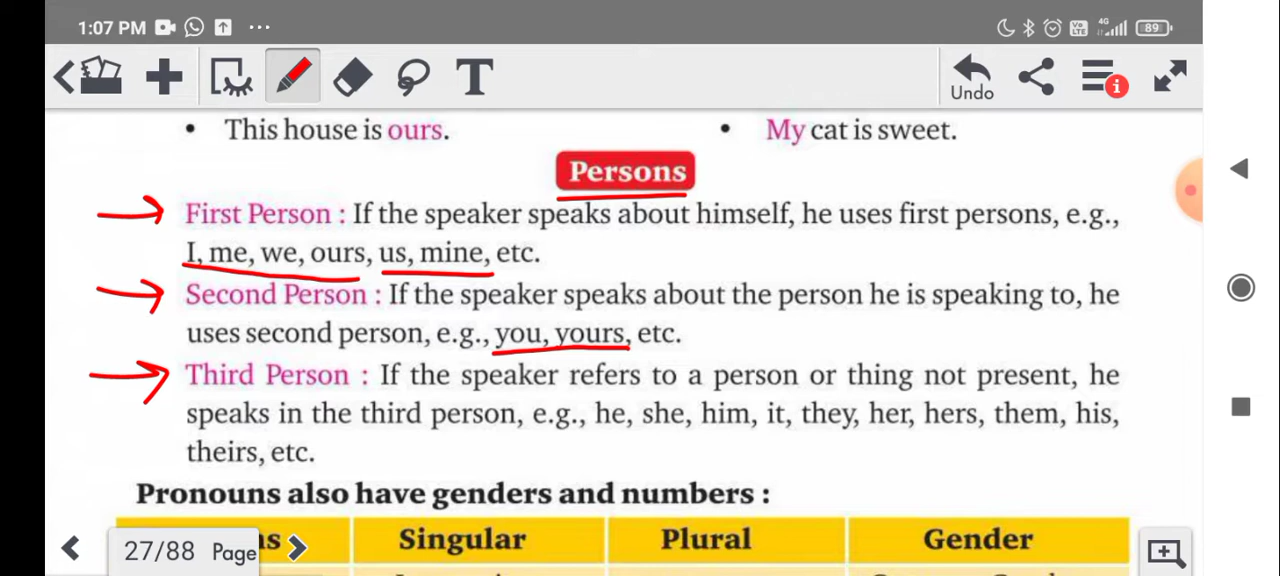 1:07 PM
4G
89
T
Undo
• This house is ours.
• My cat is sweet.
Persons
First Person : If the speaker speaks about himself, he uses first persons, e.g.,
I, me, we, ours, us, mine, etc.
Second Person : If the speaker speaks about the person he is speaking to, he
uses second person, e.g., you, yours, etc.
Third Person : If the speaker refers to a person or thing not present, he
speaks in the third person, e.g., he, she, him, it, they, her, hers, them, his,
theirs, etc.
Pronouns also have genders and numbers :
Singular Plural Gender
27/88 Page